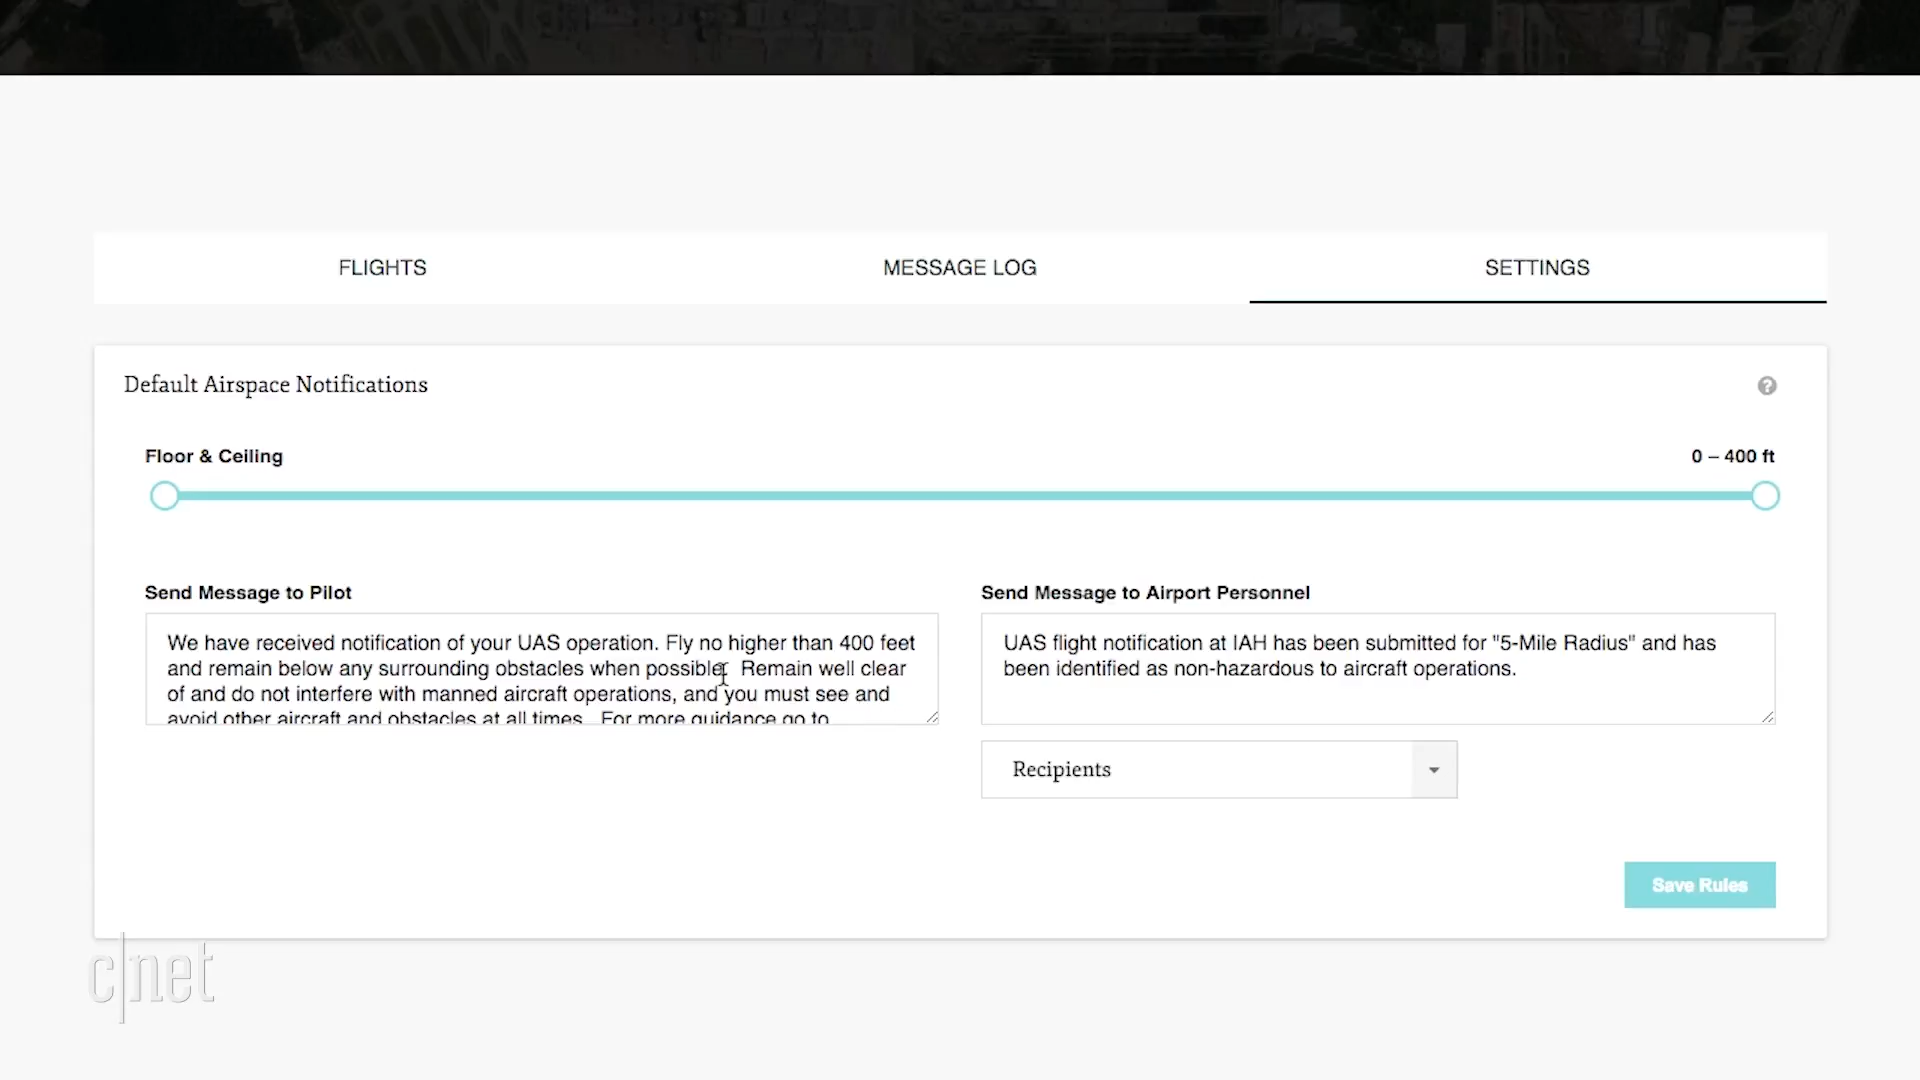 FLIGHTS
MESSAGE LOG
SETTINGS
Default Airspace Notifications
?
Floor & Ceiling
0 – 400 ft
Send Message to Pilot
We have received notification of your UAS operation. Fly no higher than 400 feet
and remain below any surrounding obstacles when possible. Remain well clear
of and do not interfere with manned aircraft operations, and you must see and
avoid other aircraft and obstacles at all times. For more guidance go to
Send Message to Airport Personnel
UAS flight notification at IAH has been submitted for "5-Mile Radius" and has
been identified as non-hazardous to aircraft operations.
Recipients
Save Rules
c|net